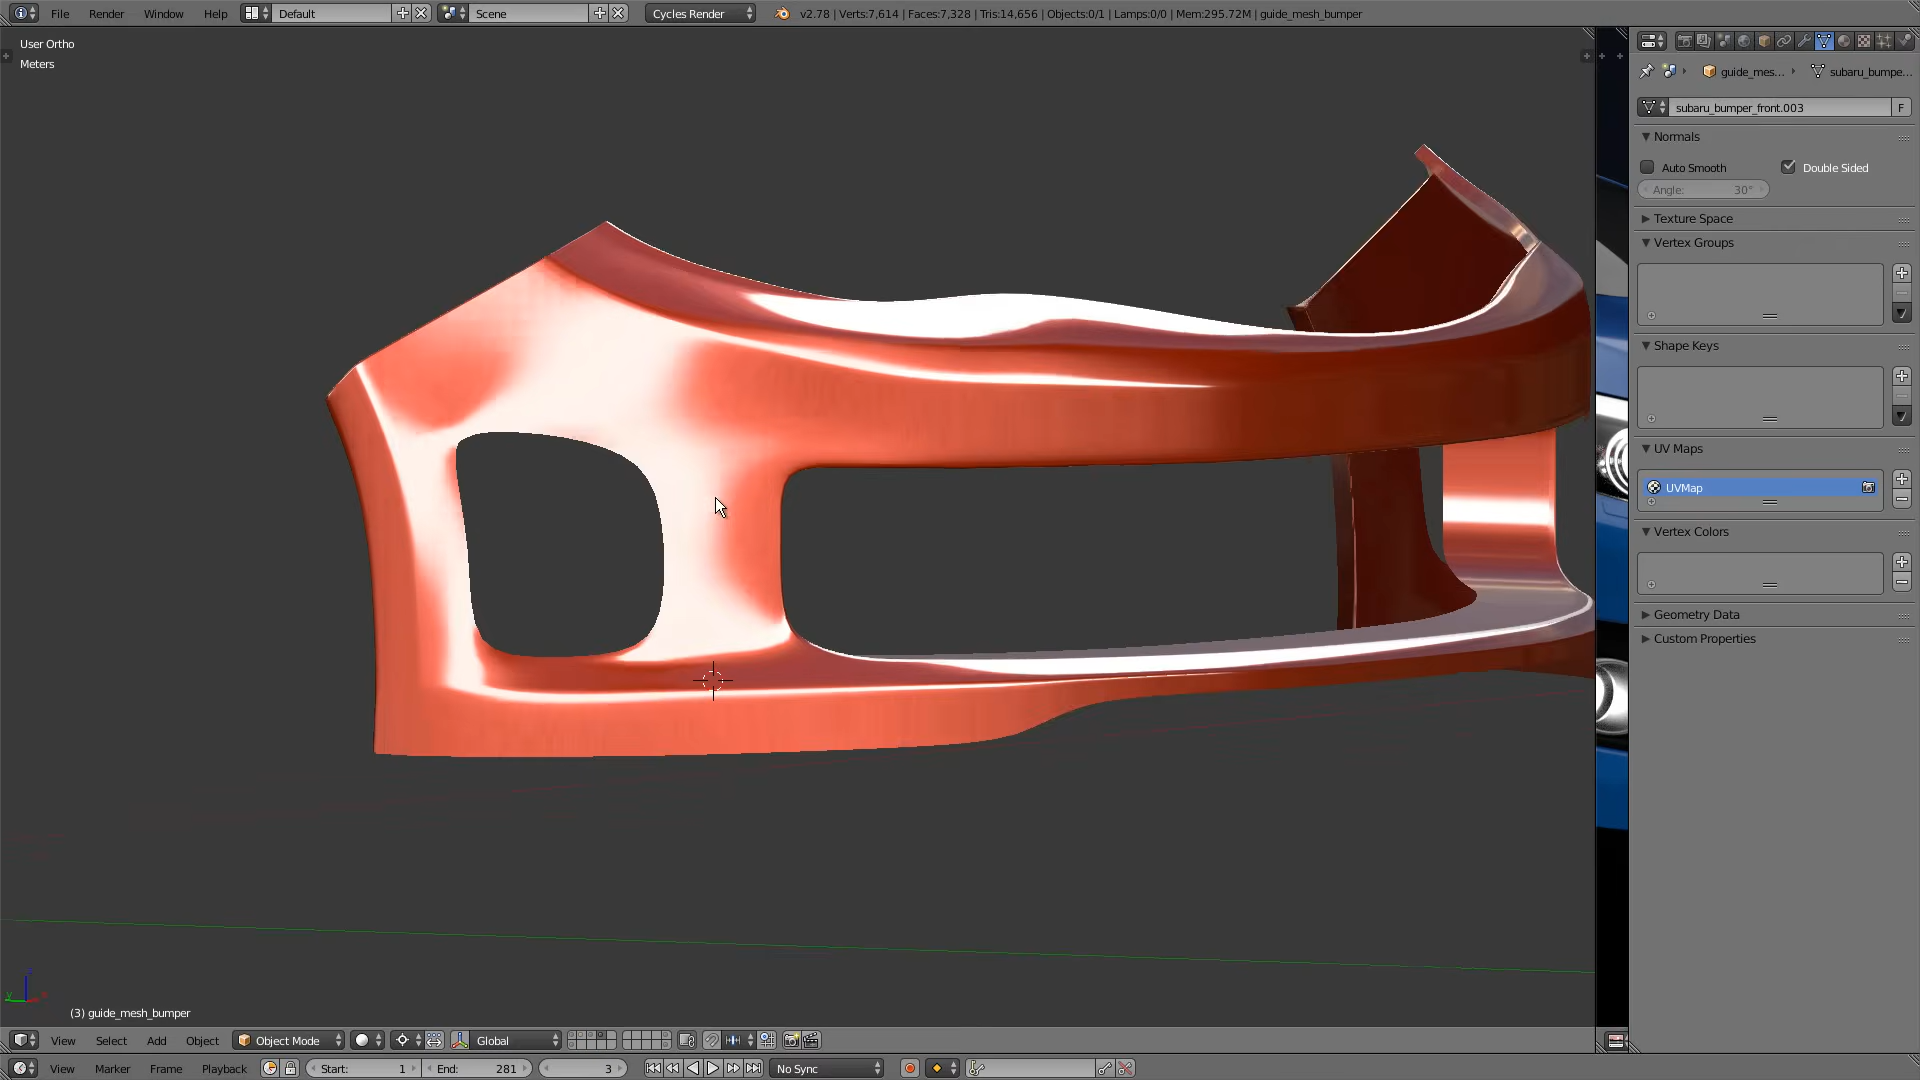 File Render Window Help Default Scene Cycles Render v2.78 | Verts:7,614 | Faces:7,328 | Tris:14,656 | Objects:0/1 | Lamps:0/0 | Mem:295.72M | guide_mesh_bumper
User Ortho
Meters
guide_mes... subaru_bumpe...
subaru_bumper_front.003 F
Normals
Auto Smooth Double Sided
Angle: 30°
Texture Space
Vertex Groups
Shape Keys
UV Maps
UVMap
Vertex Colors
Geometry Data
Custom Properties
(3) guide_mesh_bumper
View Select Add Object Object Mode Global
View Marker Frame Playback Start: 1 End: 281 3 No Sync